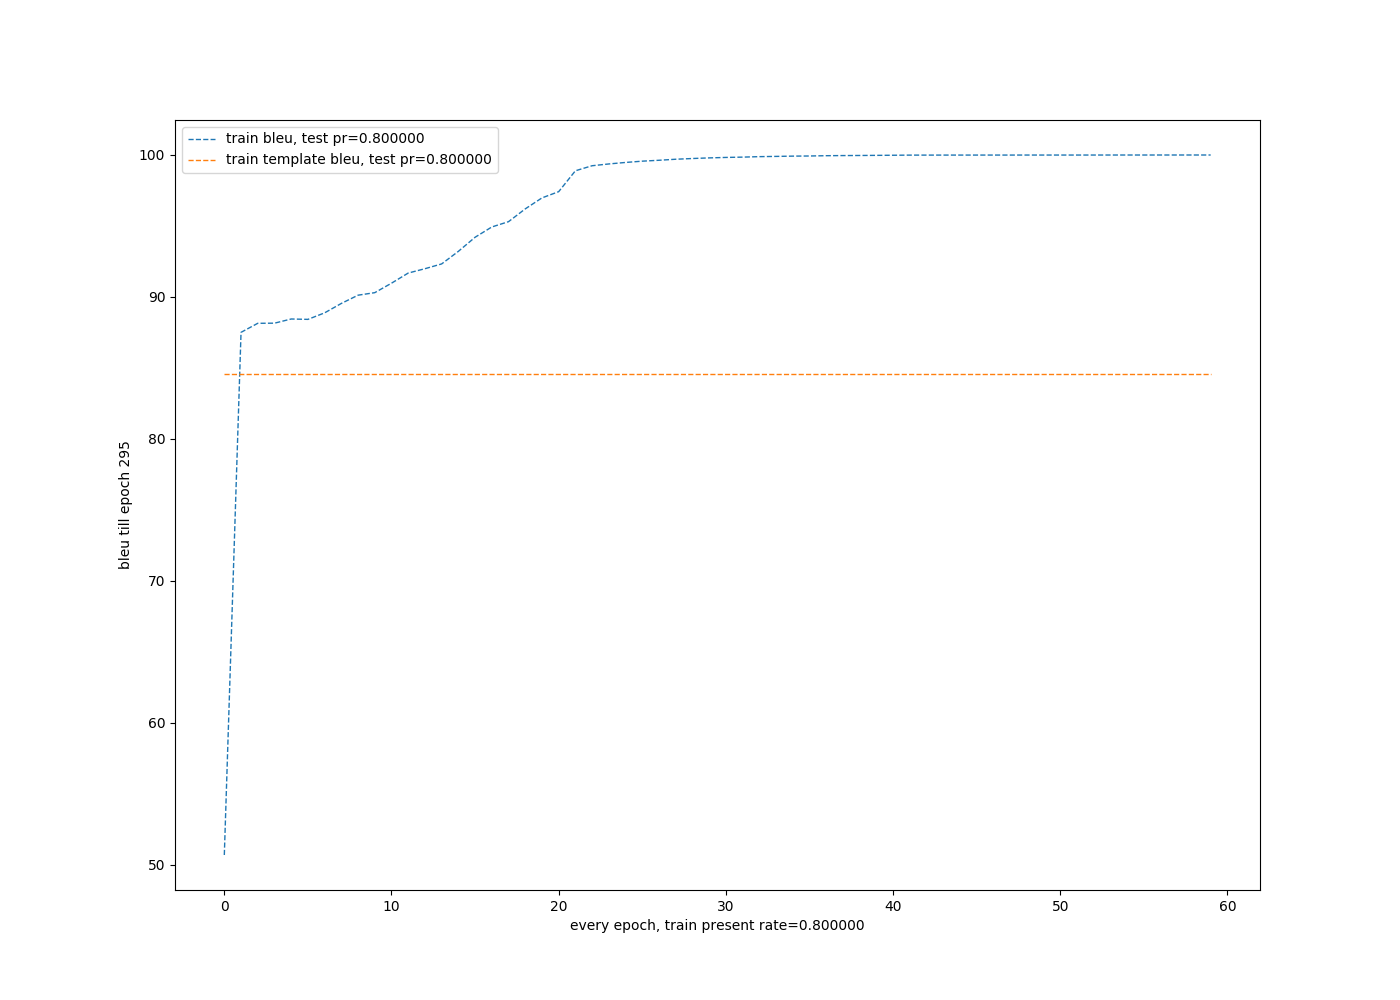 train bleu, test pr=0.800000
train template bleu, test pr=0.800000
100
90
80
70
60
50
bleu till epoch 295
0 10 20 30 40 50 60
every epoch, train present rate=0.800000